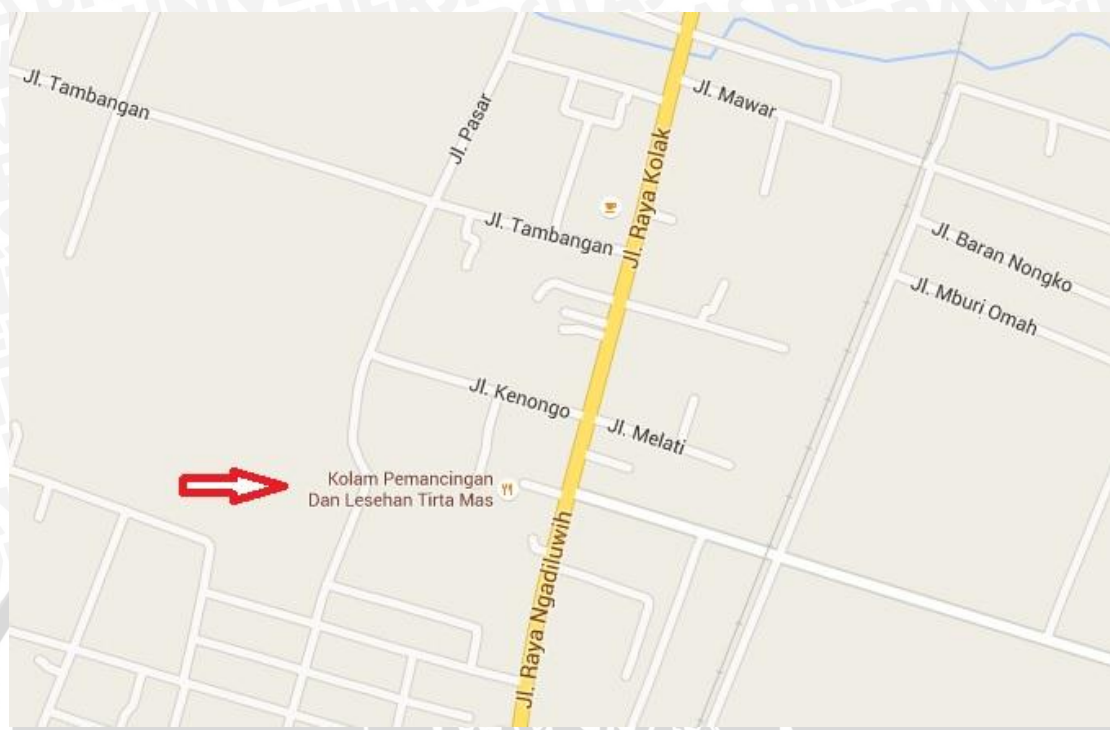 Jl. Tambangan
Jl. Pasar
Jl. Mawar
Jl. Raya Kolak
Jl. Tambangan
Jl. Baran Nongko
Jl. Mburi Omah
Jl. Kenongo
Jl. Melati
Kolam Pemancingan
Dan Lesehan Tirta Mas
Jl. Raya Ngadiluwih